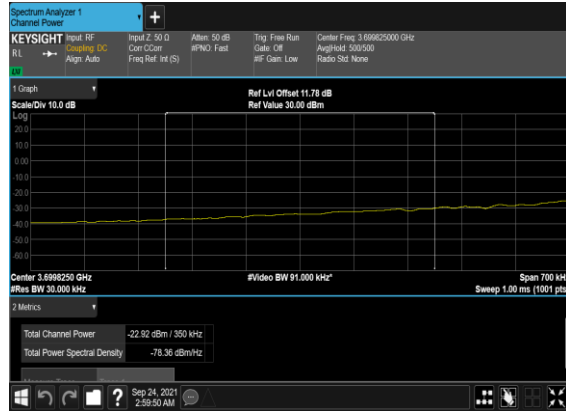 Spectrum Analyzer 1
Channel Power
KEYSIGHT
RL
Input: RF
Coupling: DC
Align: Auto
Input Z: 50 Ω
Corr CCorr
Freq Ref: Int (S)
Atten: 50 dB
#PNO: Fast
Trig: Free Run
Gate: Off
#IF Gain: Low
Center Freq: 3.699825000 GHz
Avg|Hold: 500/500
Radio Std: None
1 Graph
Scale/Div 10.0 dB
Ref Lvl Offset 11.78 dB
Ref Value 30.00 dBm
Log
20.0
10.0
0.00
-10.0
-20.0
-30.0
-40.0
-50.0
-60.0
Center 3.6998250 GHz
#Video BW 91.000 kHz*
Span 700 kH
#Res BW 30.000 kHz
Sweep 1.00 ms (1001 pts
2 Metrics
Total Channel Power -22.92 dBm / 350 kHz
Total Power Spectral Density -78.36 dBm/Hz
Sep 24, 2021
2:59:50 AM